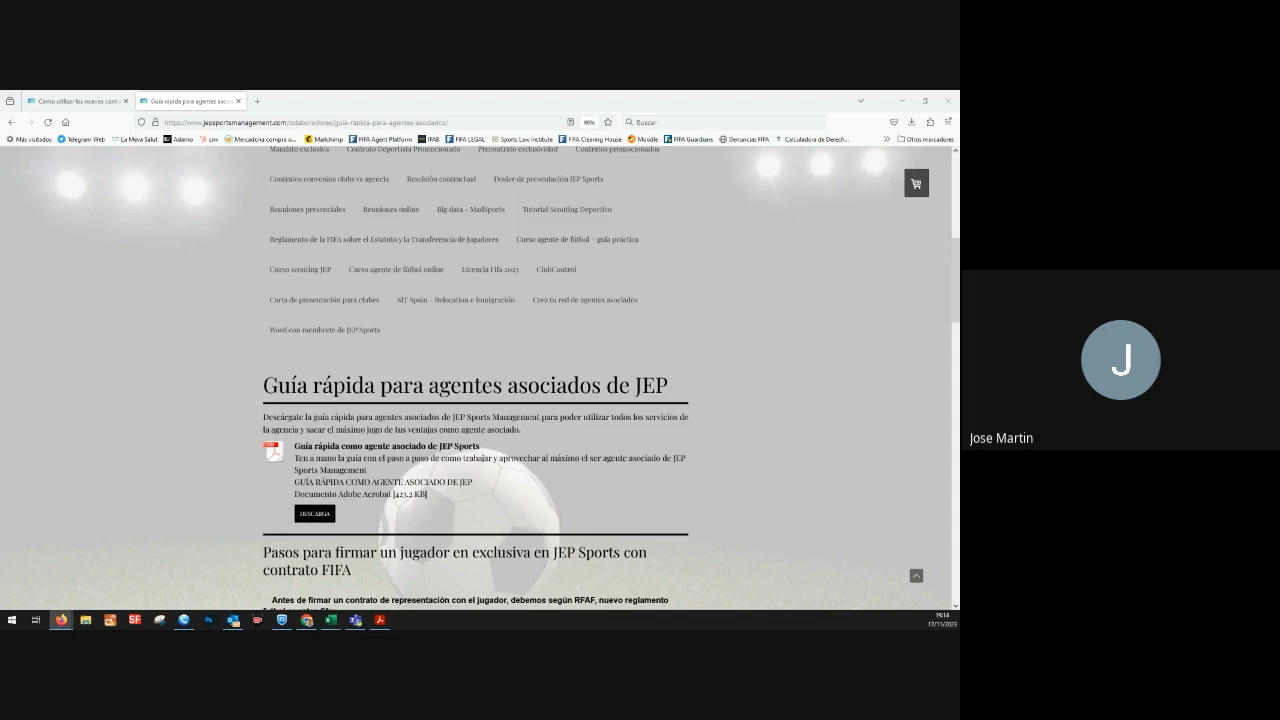 Como utilizar los nuevos contr
Guía rápida para agentes asoc
https://www.jepsportsmanagement.com/colaboradores/guía-rápida-para-agentes-asociados/
90%
Buscar
Más visitados
Telegram Web
La Meva Salut
Adamo
cnv
Mercadona compra o...
Mailchimp
FIFA Agent Platform
IFAB
FIFA LEGAL
Sports Law Institute
FIFA Clearing House
Moodle
FIFA Guardians
Denuncias FIFA
Calculadora de Derech...
Otros marcadores
Mandato exclusiva Contrato Deportista Promocionado Precontrato exclusividad Contratos promocionados
Contratos convenios clubs vs agencia Rescisión contractual Dosier de presentación JEP Sports
Reuniones presenciales Reuniones online Big data - MadSports Tutorial Scouting Deportivo
Reglamento de la FIFA sobre el Estatuto y la Transferencia de Jugadores Curso agente de fútbol + guía práctica
Curso scouting JEP Curso agente de fútbol online Licencia Fifa 2023 ClubControl
Carta de presentación para clubes SIT Spain - Relocation e inmigración Crea tu red de agentes asociados
Word con membrete de JEP Sports
Guía rápida para agentes asociados de JEP
Descárgate la guía rápida para agentes asociados de JEP Sports Management para poder utilizar todos los servicios de
la agencia y sacar el máximo jugo de tus ventajas como agente asociado.
PDF
Guía rápida como agente asociado de JEP Sports
Ten a mano la guía con el paso a paso de como trabajar y aprovechar al máximo el ser agente asociado de JEP
Sports Management
GUÍA RÁPIDA COMO AGENTE ASOCIADO DE JEP
Documento Adobe Acrobat [423.2 KB]
DESCARGA
Pasos para firmar un jugador en exclusiva en JEP Sports con
contrato FIFA
Antes de firmar un contrato de representación con el jugador, debemos según RFAF, nuevo reglamento
SF
19:14
17/11/2023
J
Jose Martin